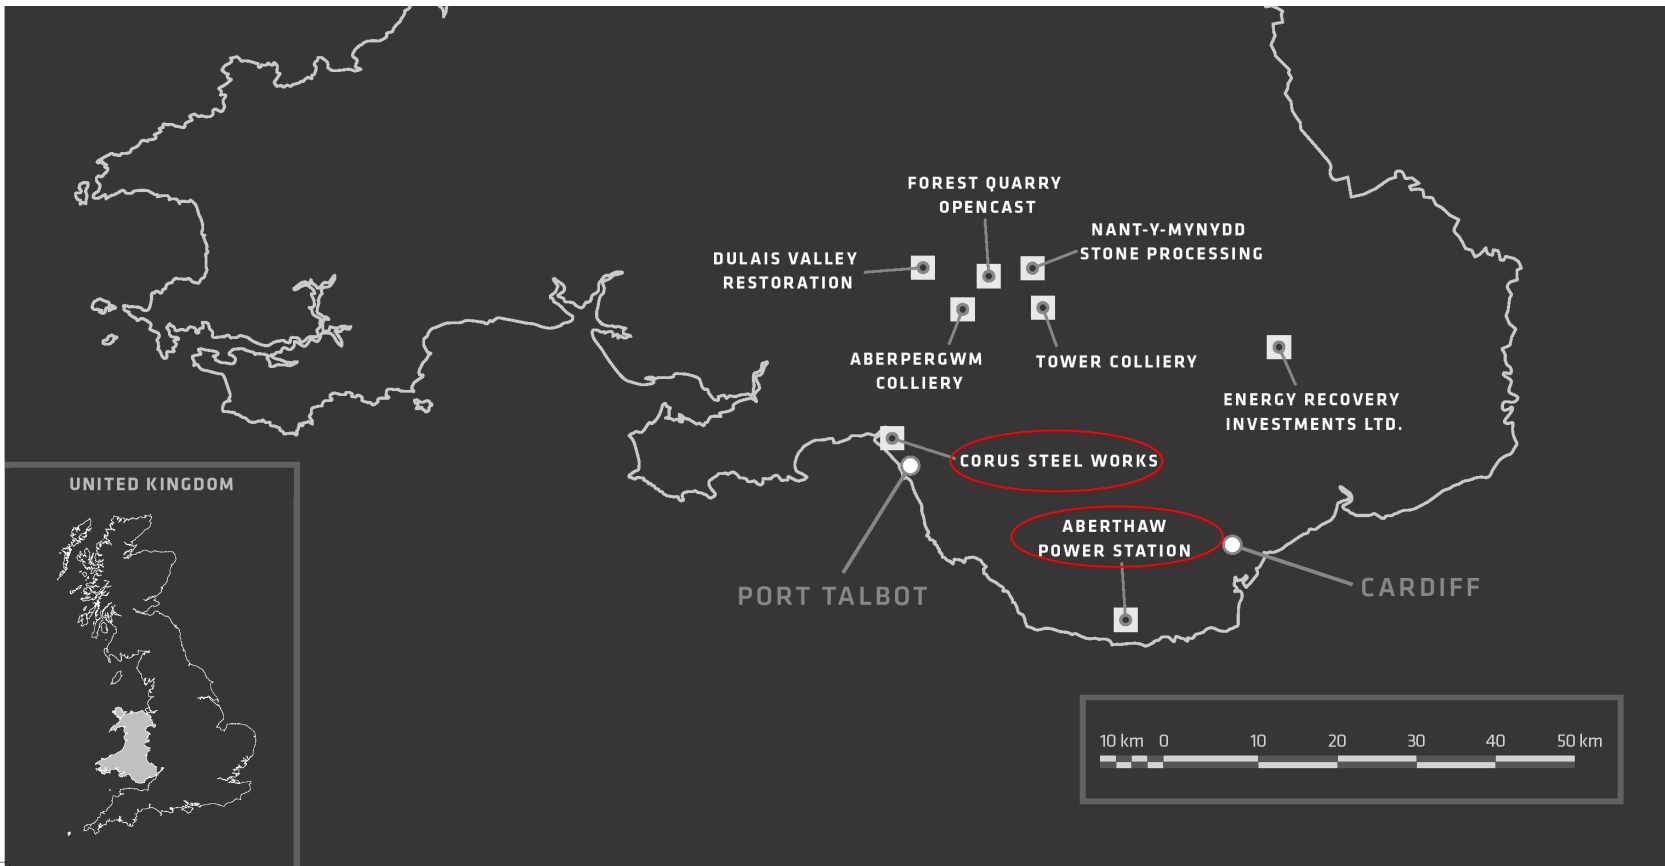 FOREST QUARRY
OPENCAST
NANT-Y-MYNYDD
STONE PROCESSING
DULAIS VALLEY
RESTORATION
ABERPERGWM
COLLIERY
TOWER COLLIERY
ENERGY RECOVERY
INVESTMENTS LTD.
CORUS STEEL WORKS
ABERTHAW
POWER STATION
PORT TALBOT
CARDIFF
UNITED KINGDOM
10 km 0 10 20 30 40 50 km